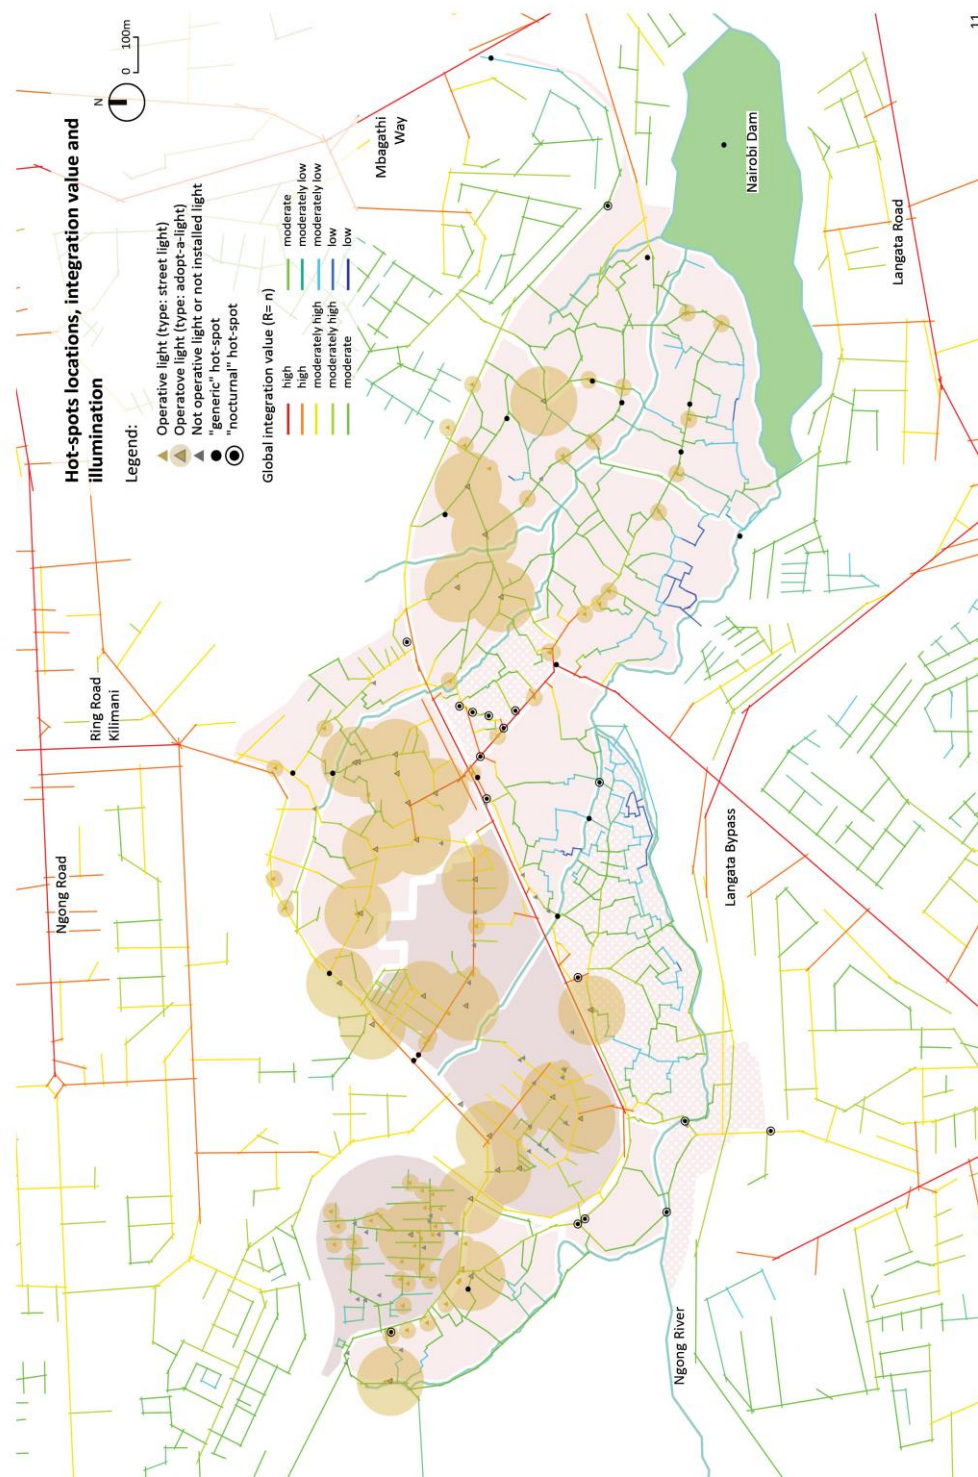 Hot-spots locations, integration value and
illumination
N
0 100m
Legend:
Operative light (type: street light)
Operatove light (type: adopt-a-light)
Not operative light or not installed light
"generic" hot-spot
"nocturnal" hot-spot
Global integration value (R= n)
high
high
moderately high
moderately high
moderate
moderate
moderately low
moderately low
low
low
Ngong Road
Ring Road
Kilimani
Mbagathi
Way
Nairobi Dam
Langata Road
Langata Bypass
Ngong River
11